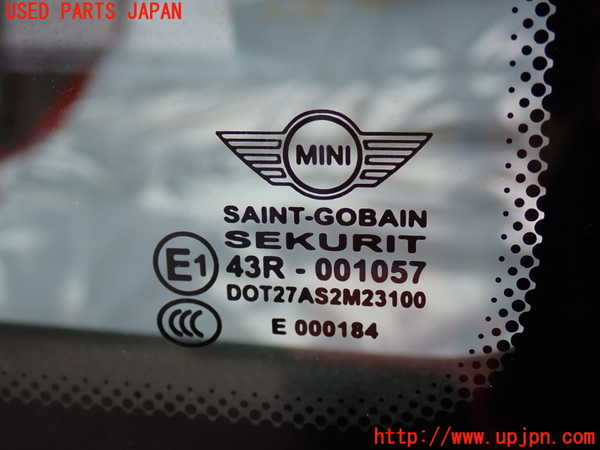 USED PARTS JAPAN
MINI
SAINT-GOBAIN
SEKURIT
E1
43R - 001057
DOT27AS2M23100
CCC
E 000184
http://www.upjpn.com